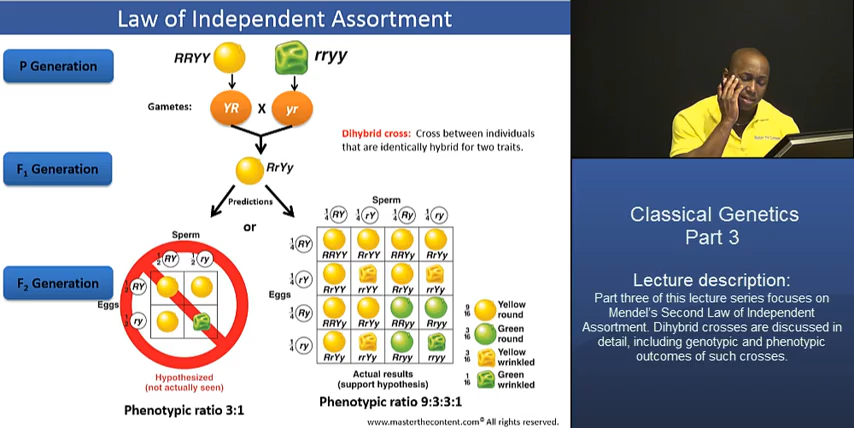 Law of Independent Assortment
P Generation
RRYY
rryy
Gametes:
YR
X
yr
Dihybrid cross: Cross between individuals
that are identically hybrid for two traits.
F1 Generation
RrYy
Predictions
or
Sperm
1/2 RY 1/2 ry
F2 Generation
Eggs
RY
ry
Hypothesized
(not actually seen)
Phenotypic ratio 3:1
Sperm
1/4 RY 1/4 rY 1/4 Ry 1/4 ry
Eggs
1/4 RY
RRYY RrYY RRYy RrYy
1/4 rY
RrYY rrYY RrYy rrYy
1/4 Ry
RRYy RrYy RRyy Rryy
1/4 ry
RrYy rrYy Rryy rryy
Actual results
(support hypothesis)
Phenotypic ratio 9:3:3:1
9/16 Yellow
round
3/16 Green
round
3/16 Yellow
wrinkled
1/16 Green
wrinkled
www.masterthecontent.com© All rights reserved.
Classical Genetics
Part 3
Lecture description:
Part three of this lecture series focuses on
Mendel's Second Law of Independent
Assortment. Dihybrid crosses are discussed in
detail, including genotypic and phenotypic
outcomes of such crosses.